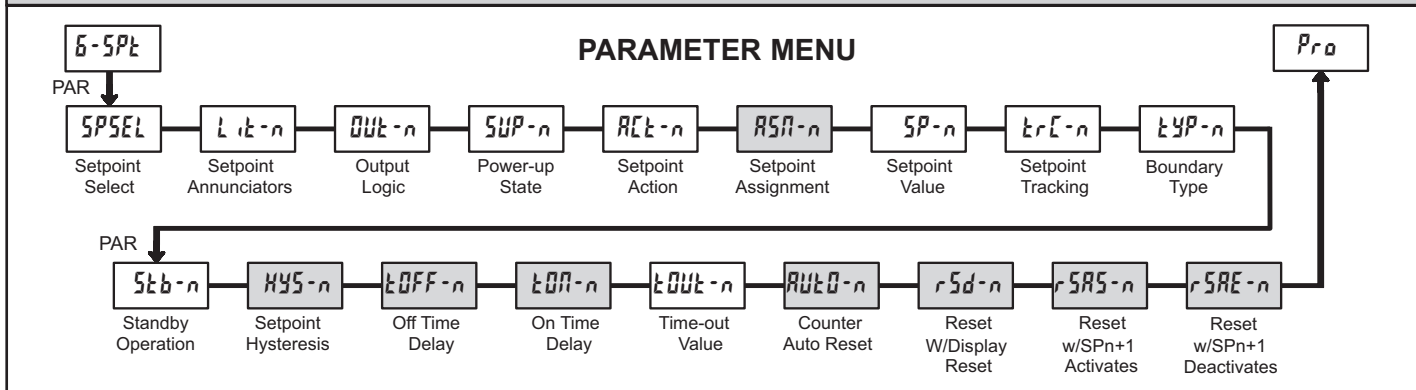 6-SPt
PARAMETER MENU
Pro
PAR
SPSEL Lit-n OUt-n SUP-n ACt-n ASN-n SP-n trC-n tYP-n
Setpoint Setpoint Output Power-up Setpoint Setpoint Setpoint Setpoint Boundary
Select Annunciators Logic State Action Assignment Value Tracking Type
PAR
Stb-n HYS-n tOFF-n tON-n tOUt-n AUtO-n rSd-n rSAS-n rSAE-n
Standby Setpoint Off Time On Time Time-out Counter Reset Reset Reset
Operation Hysteresis Delay Delay Value Auto Reset W/Display w/SPn+1 w/SPn+1
Reset Activates Deactivates